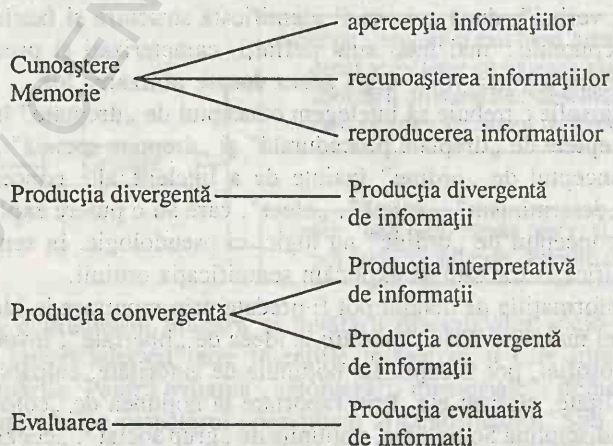 apercepţia informaţiilor
Cunoaştere
Memorie
recunoaşterea informaţiilor
reproducerea informaţiilor
Producţia divergentă
Producţia divergentă
de informaţii
Producţia interpretativă
de informaţii
Producţia convergentă
Producţia convergentă
de informaţii
Evaluarea
Producţia evaluativă
de informaţii